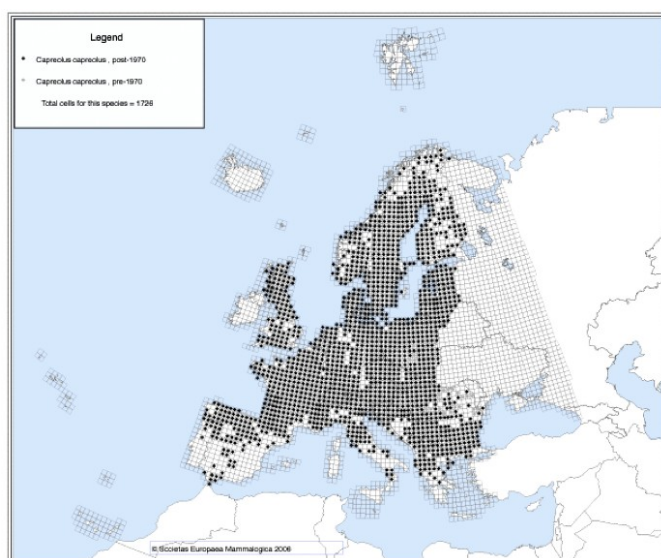 Legend
Capreolus capreolus , post-1970
Capreolus capreolus , pre-1970
Total cells for this species = 1726
© Societas Europaea Mammalogica 2006